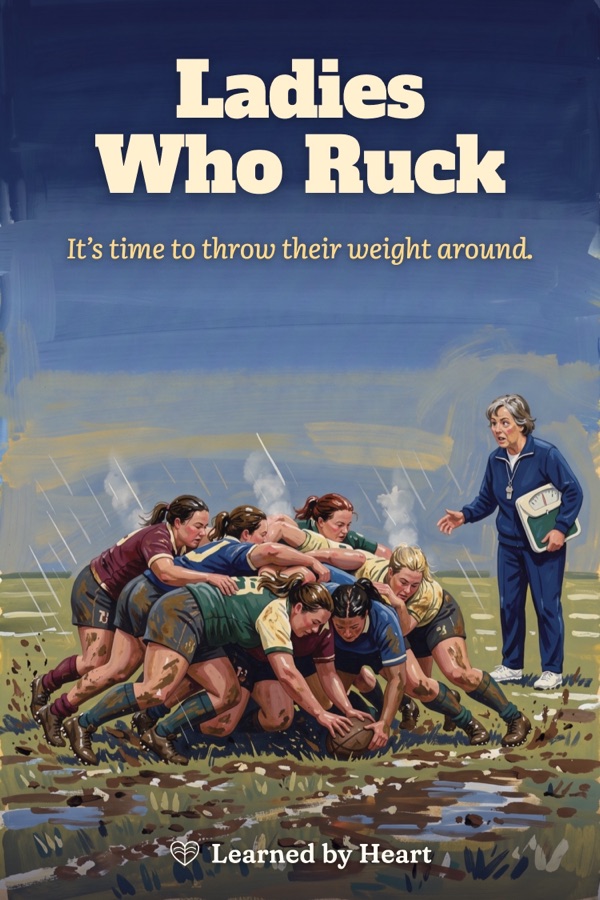 Ladies
Who Ruck
It’s time to throw their weight around.
Learned by Heart